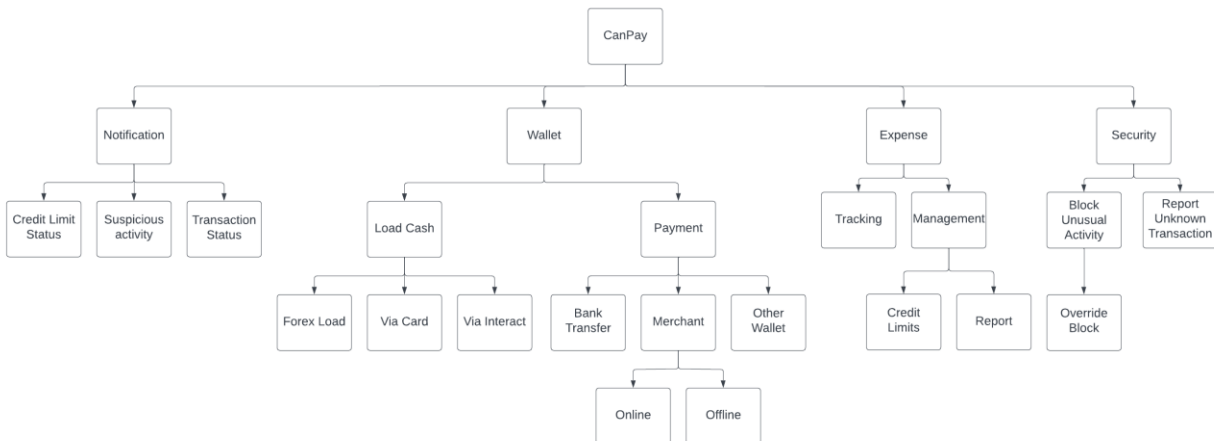 CanPay
Notification
Wallet
Expense
Security
Credit Limit
Status
Suspicious
activity
Transaction
Status
Load Cash
Payment
Tracking
Management
Block
Unusual
Activity
Report
Unknown
Transaction
Forex Load
Via Card
Via Interact
Bank
Transfer
Merchant
Other
Wallet
Credit
Limits
Report
Override
Block
Online
Offline